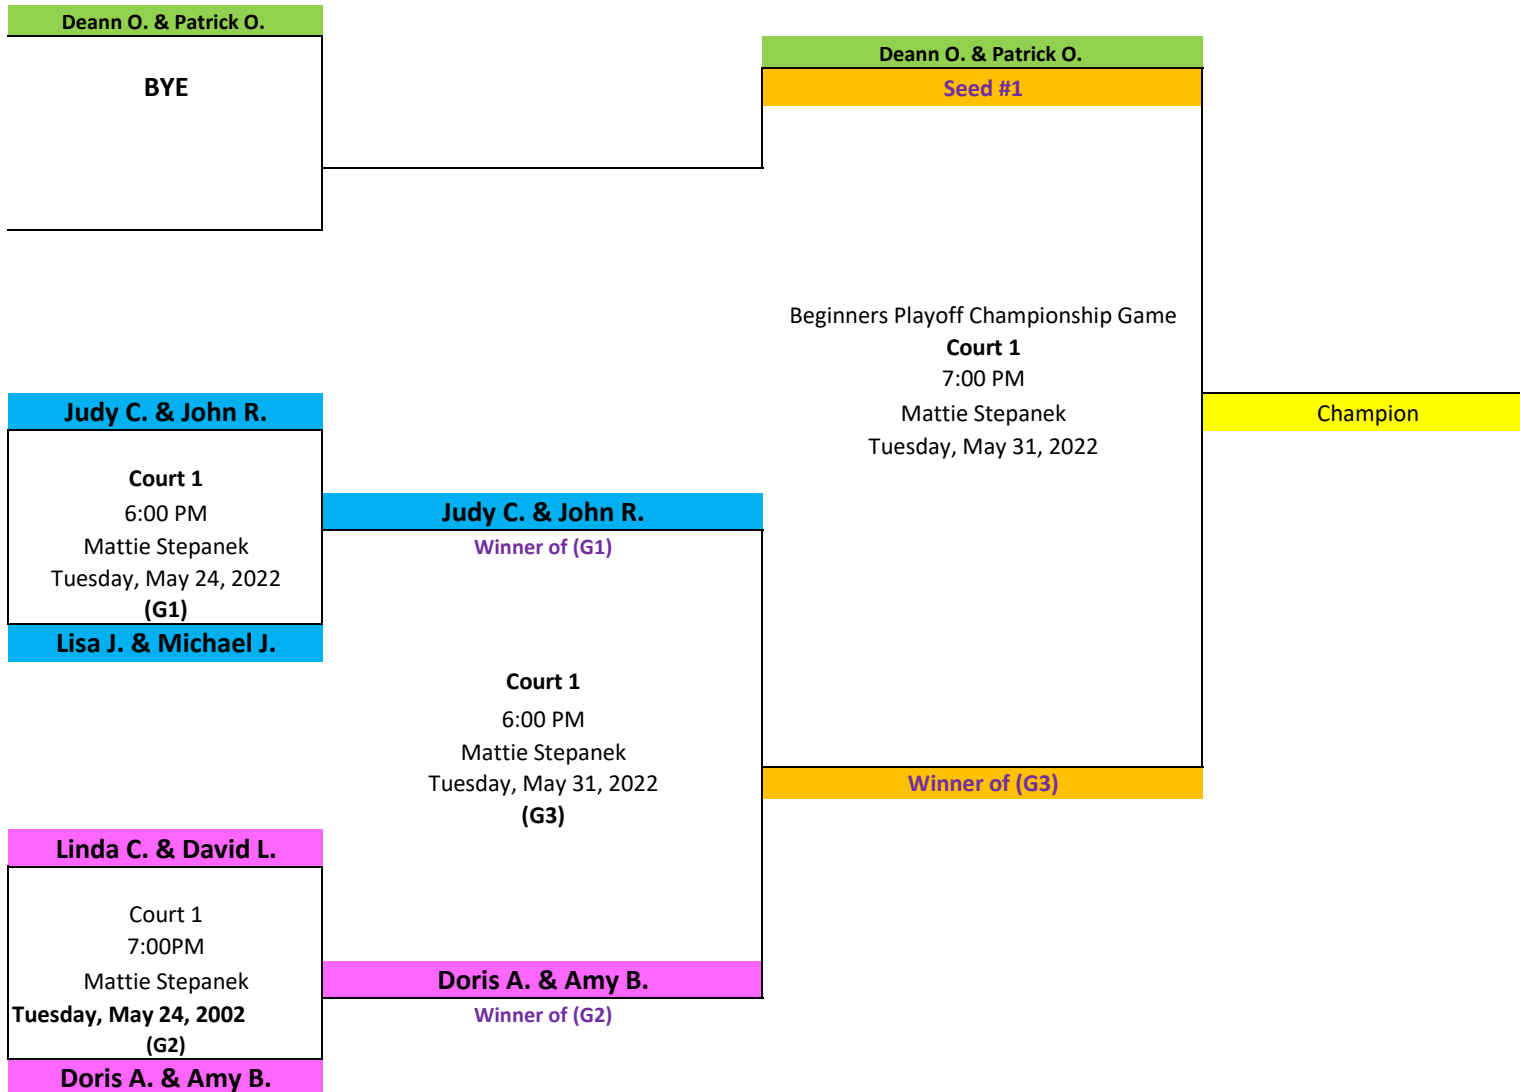 Deann O. & Patrick O.
BYE
Deann O. & Patrick O.
Seed #1
Beginners Playoff Championship Game
Court 1
7:00 PM
Mattie Stepanek
Tuesday, May 31, 2022
Champion
Judy C. & John R.
Court 1
6:00 PM
Mattie Stepanek
Tuesday, May 24, 2022
(G1)
Lisa J. & Michael J.
Judy C. & John R.
Winner of (G1)
Court 1
6:00 PM
Mattie Stepanek
Tuesday, May 31, 2022
(G3)
Winner of (G3)
Linda C. & David L.
Court 1
7:00PM
Mattie Stepanek
Tuesday, May 24, 2002
(G2)
Doris A. & Amy B.
Doris A. & Amy B.
Winner of (G2)